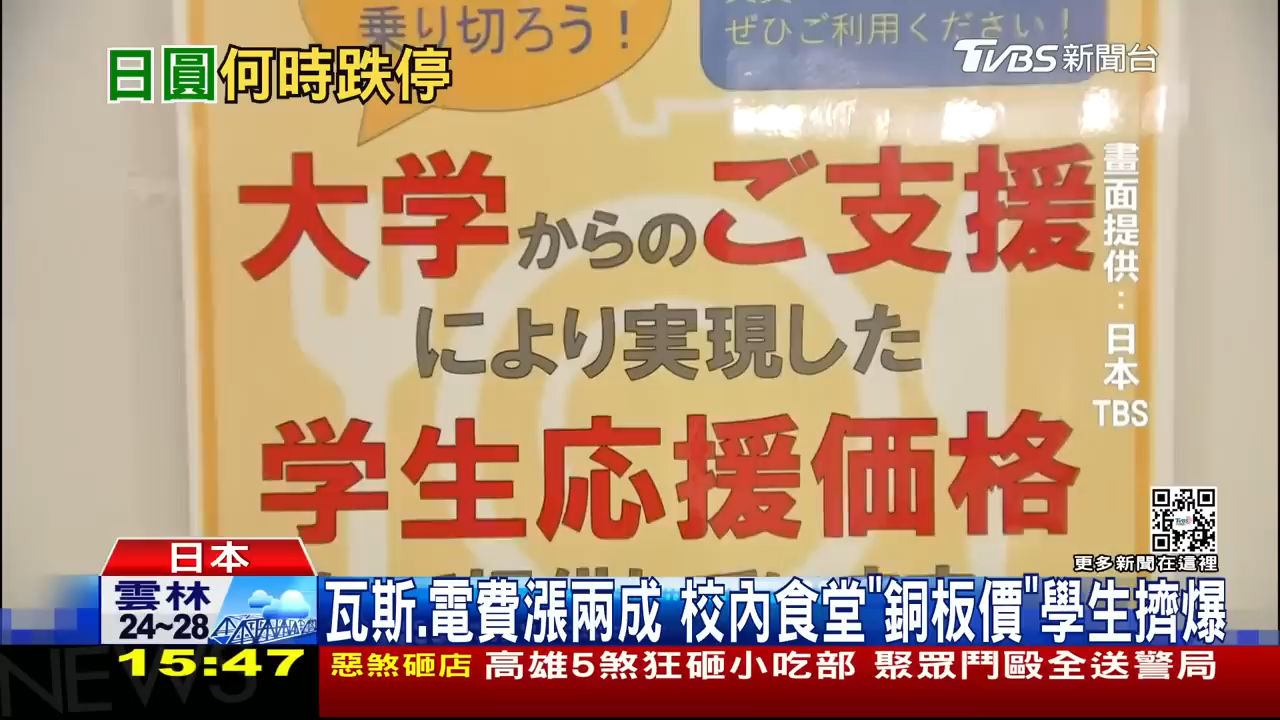 乗り切ろう！
ぜひご利用ください！
TVBS新聞台
日圓何時跌停
大学からのご支援
により実現した
学生応援価格
畫面提供：日本TBS
更多新聞在這裡
日本
雲林
24~28
瓦斯.電費漲兩成 校內食堂"銅板價"學生擠爆
15:47
惡煞砸店 高雄5煞狂砸小吃部 聚眾鬥毆全送警局
NEWS